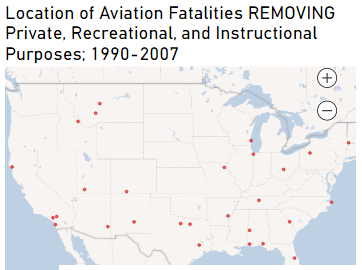 Location of Aviation Fatalities REMOVING
Private, Recreational, and Instructional
Purposes; 1990-2007